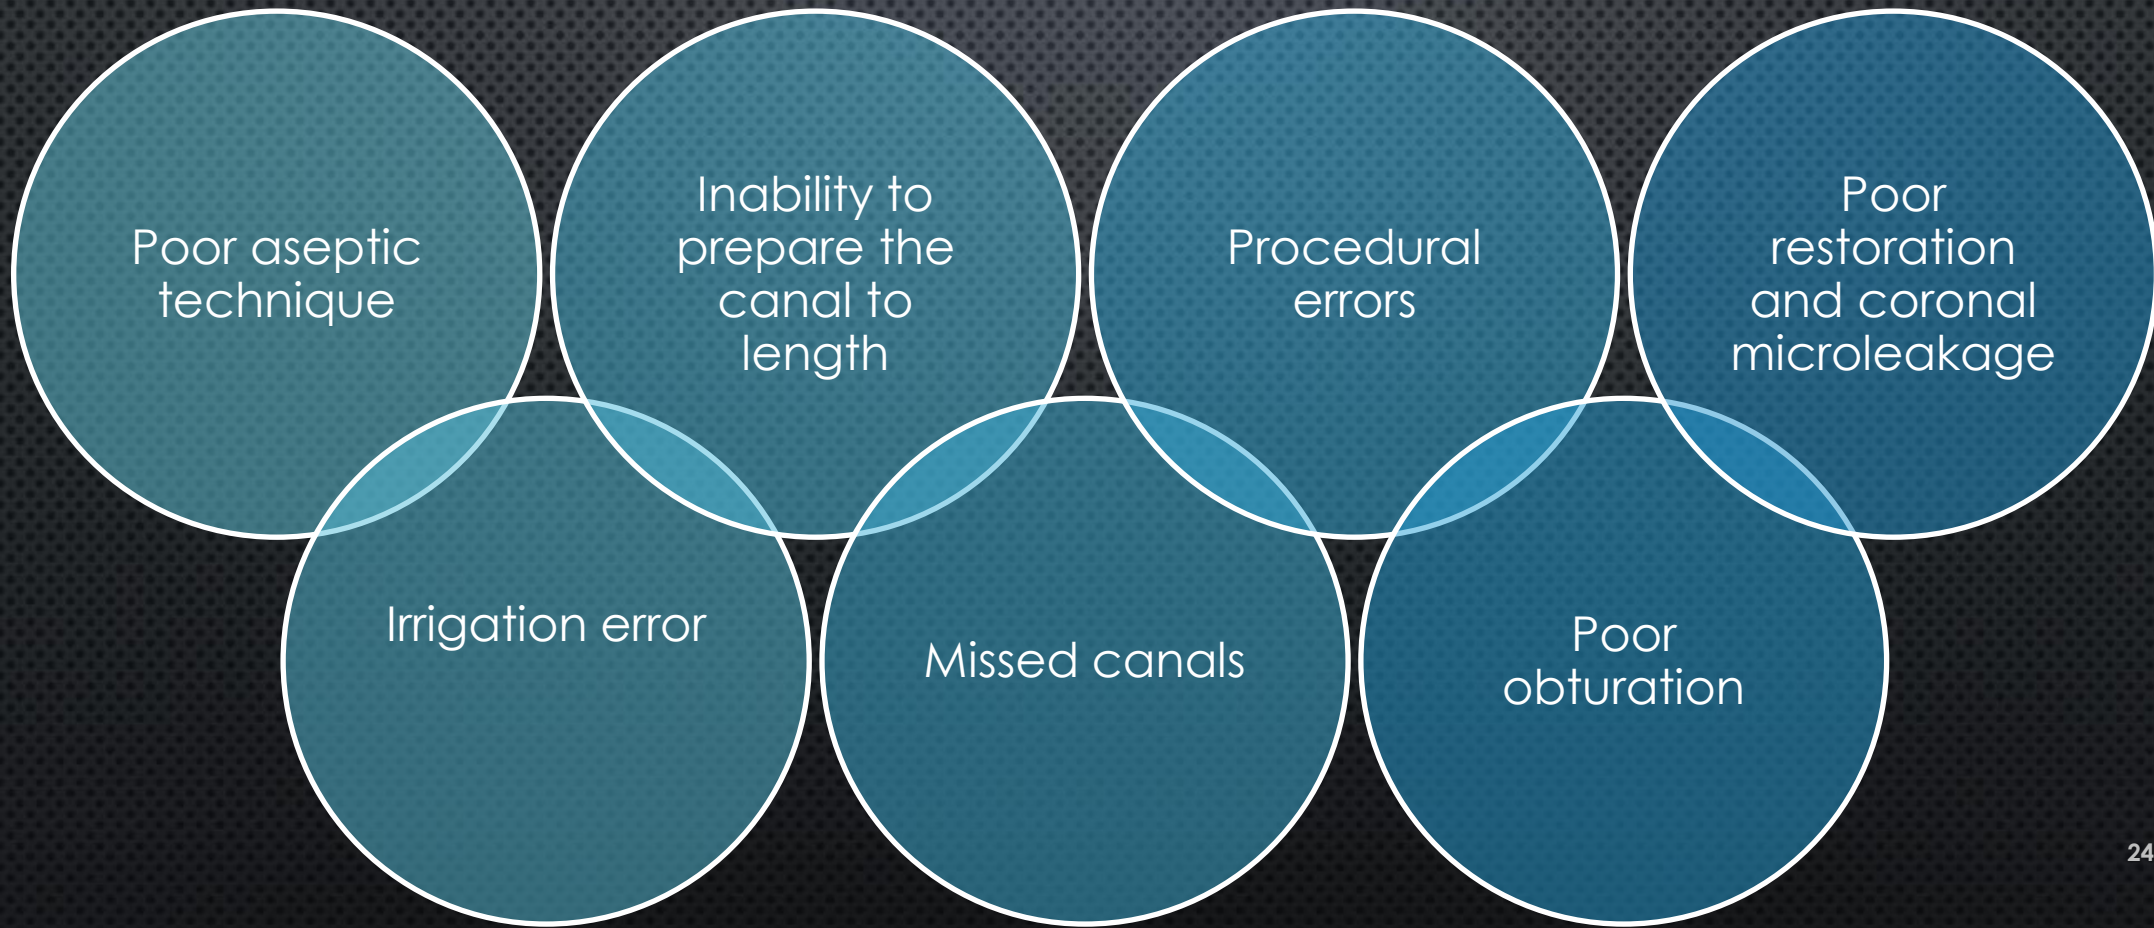 Poor aseptic
technique
Inability to
prepare the
canal to
length
Procedural
errors
Poor
restoration
and coronal
microleakage
Irrigation error
Missed canals
Poor
obturation
24